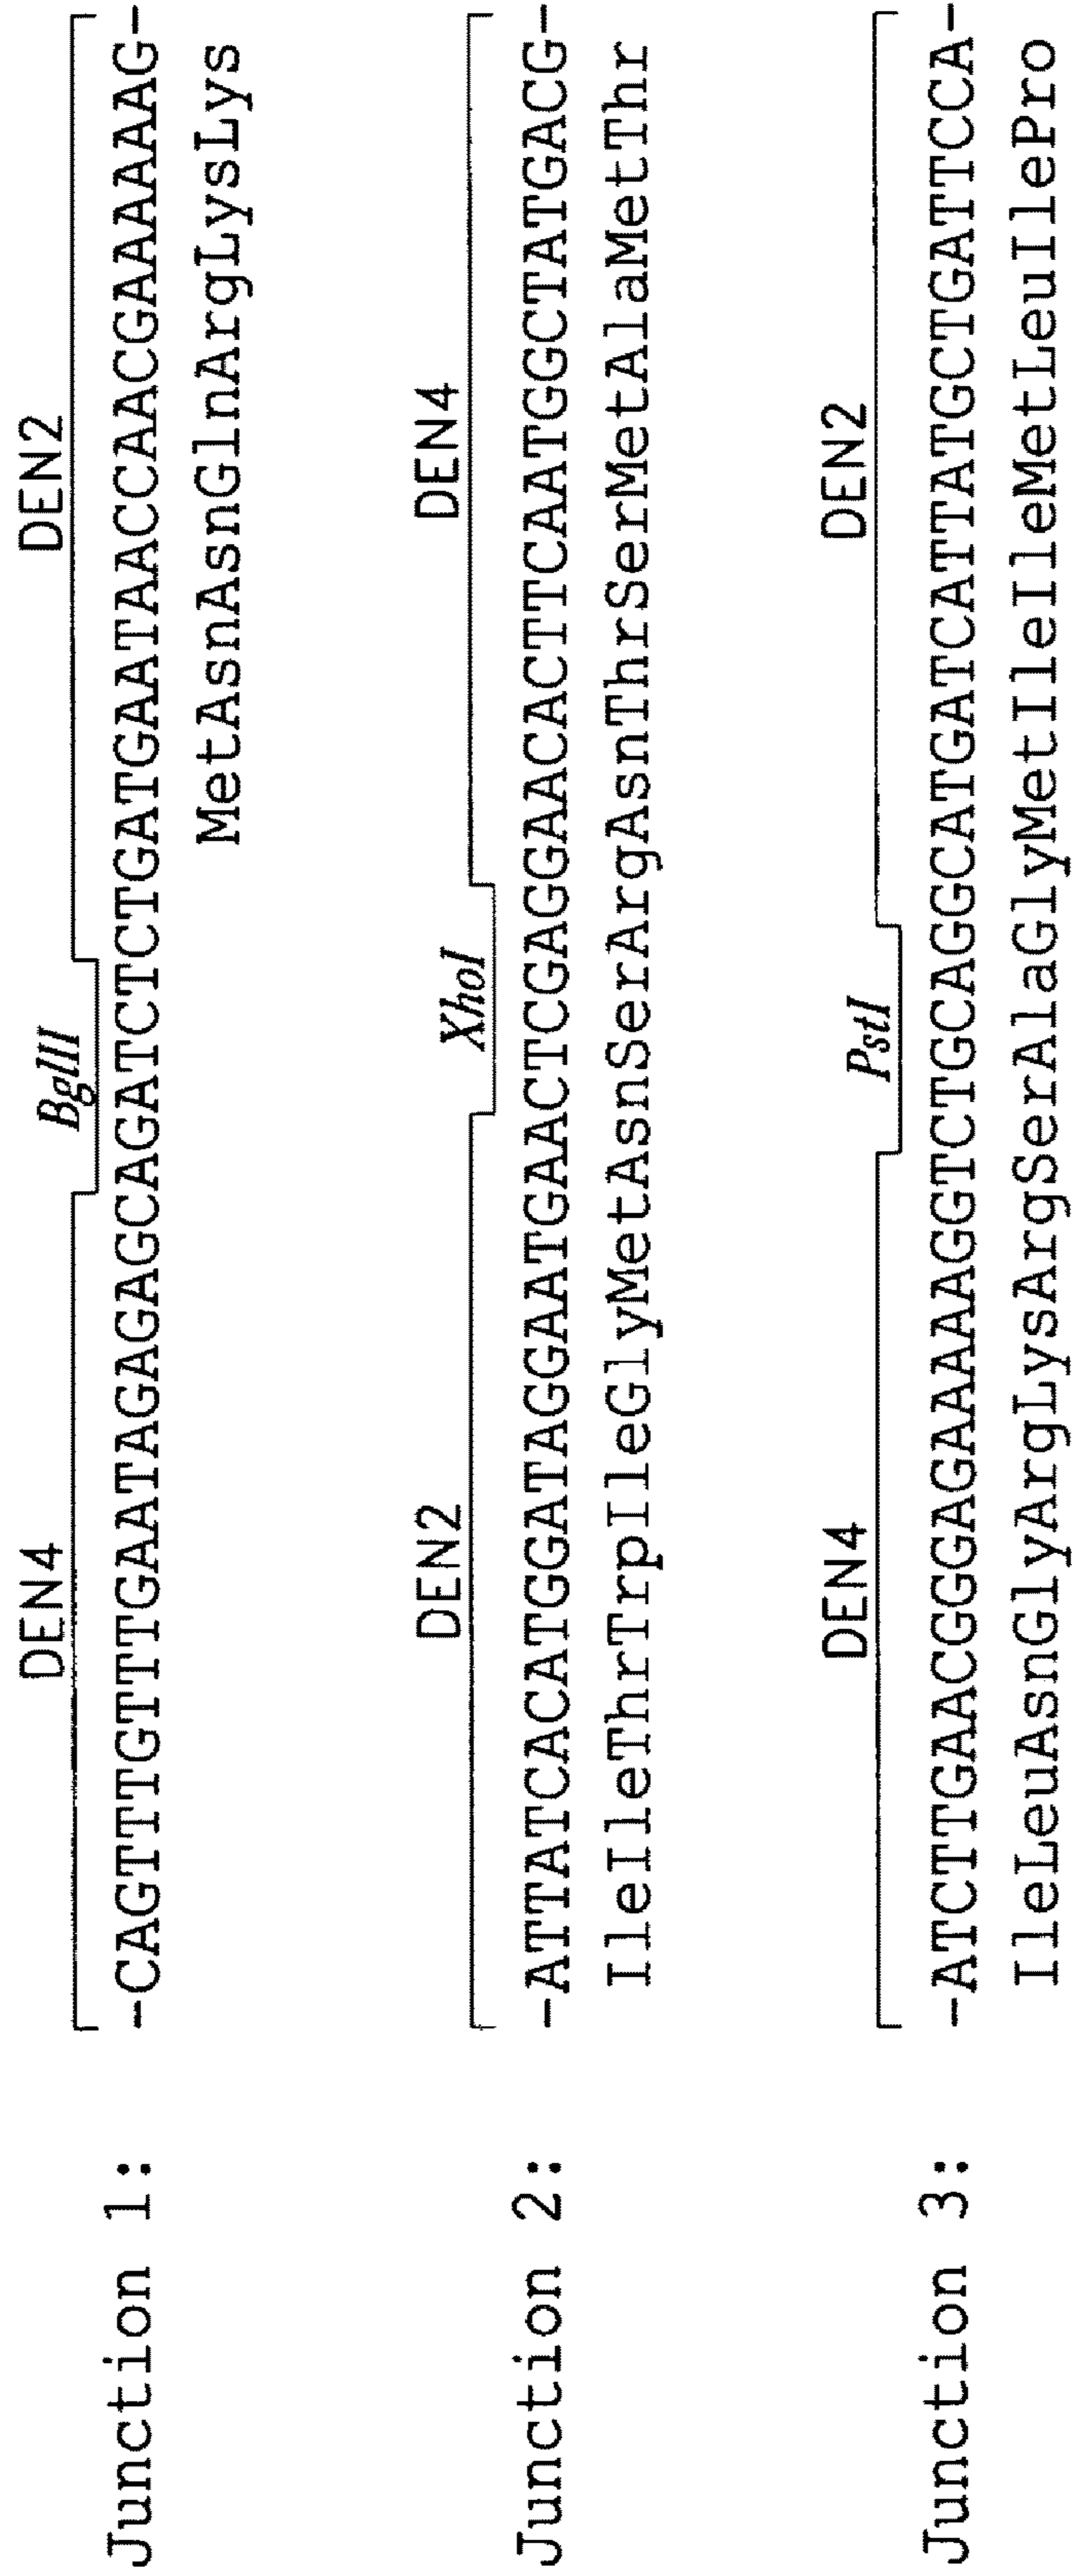 DEN4 BglII DEN2
Junction 1: -CAGTTTGTTTGAATAGAGAGCAGATCTCTGATGAATAACCAACGAAAAAAG-
MetAsnAsnGlnArgLysLys
DEN2 XhoI DEN4
Junction 2: -ATTATCACATGGATAGGAATGAACTCGAGGAACACTTCAATGGCTATGACG-
IleIleThrTrpIleGlyMetAsnSerArgAsnThrSerMetAlaMetThr
DEN4 PstI DEN2
Junction 3: -ATCTTGAACGGGAGAAAAAGGTCTGCAGGCATGATCATTATGCTGATTCCA-
IleLeuAsnGlyArgLysArgSerAlaGlyMetIleIleMetLeuIlePro